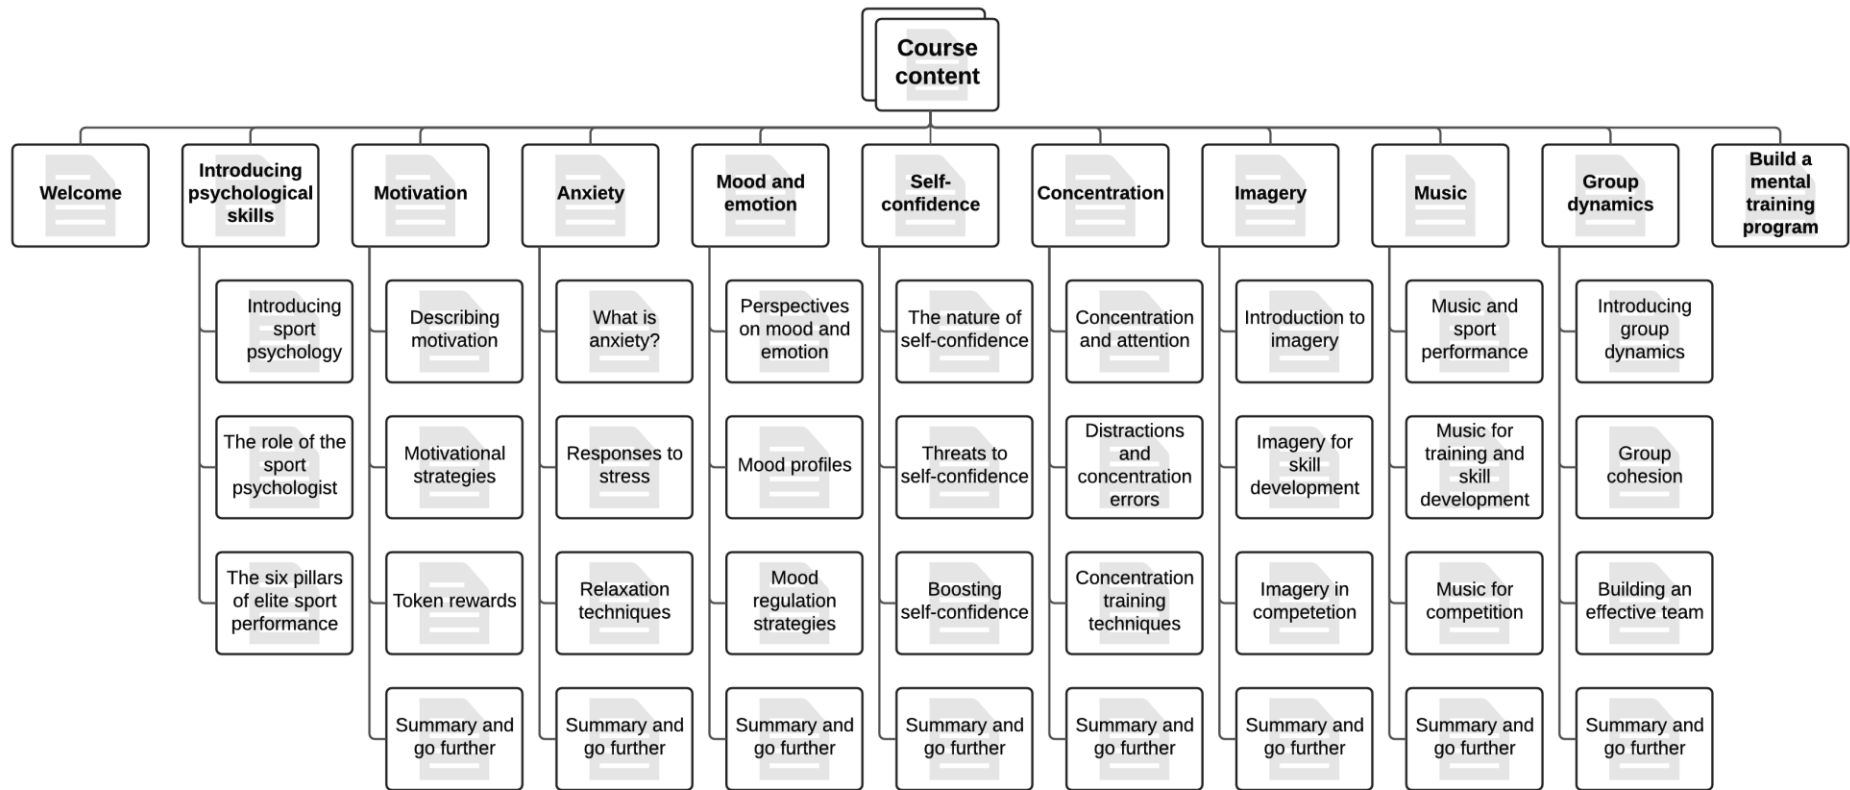 Course
content
Welcome
Introducing
psychological
skills
Motivation
Anxiety
Mood and
emotion
Self-
confidence
Concentration
Imagery
Music
Group
dynamics
Build a
mental
training
program
Introducing
sport
psychology
Describing
motivation
What is
anxiety?
Perspectives
on mood and
emotion
The nature of
self-confidence
Concentration
and attention
Introduction to
imagery
Music and
sport
performance
Introducing
group
dynamics
The role of the
sport
psychologist
Motivational
strategies
Responses to
stress
Mood profiles
Threats to
self-confidence
Distractions
and
concentration
errors
Imagery for
skill
development
Music for
training and
skill
development
Group
cohesion
The six pillars
of elite sport
performance
Token rewards
Relaxation
techniques
Mood
regulation
strategies
Boosting
self-confidence
Concentration
training
techniques
Imagery in
competetion
Music for
competition
Building an
effective team
Summary and
go further
Summary and
go further
Summary and
go further
Summary and
go further
Summary and
go further
Summary and
go further
Summary and
go further
Summary and
go further